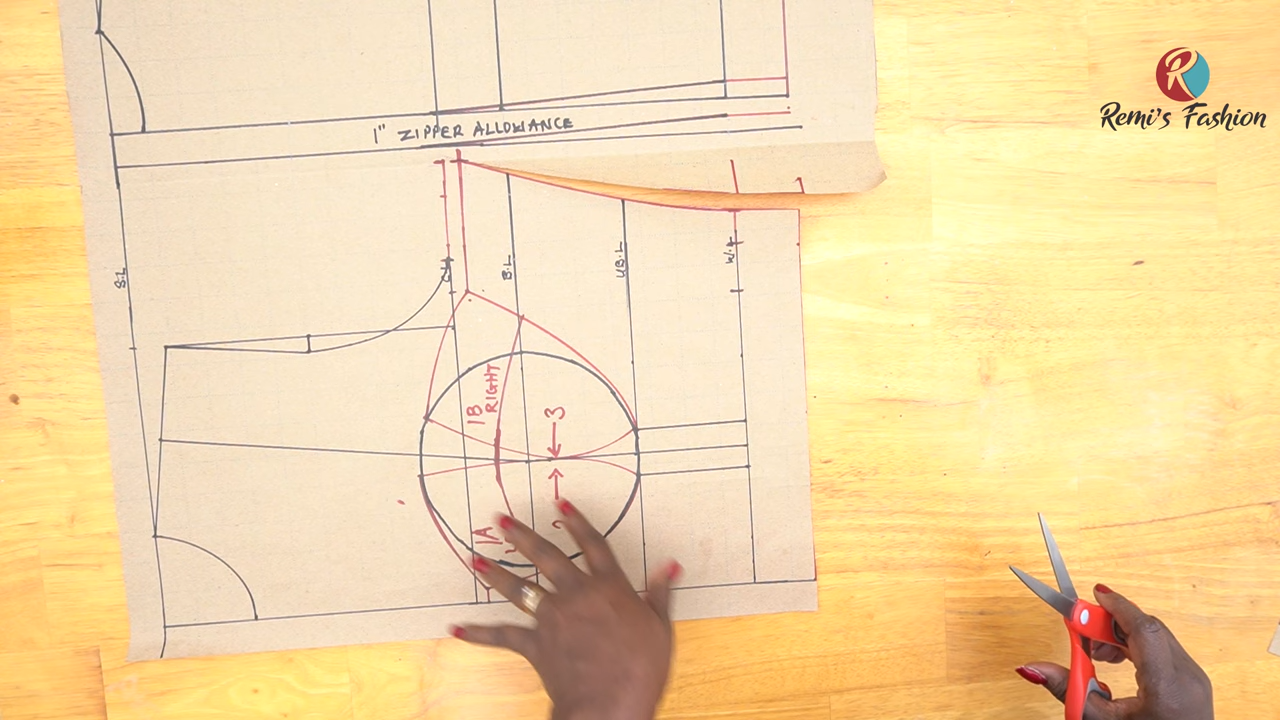 Remi's Fashion
1" ZIPPER ALLOWANCE
S.L
B.L
UB.L
W.L
1B
RIGHT
3
1A